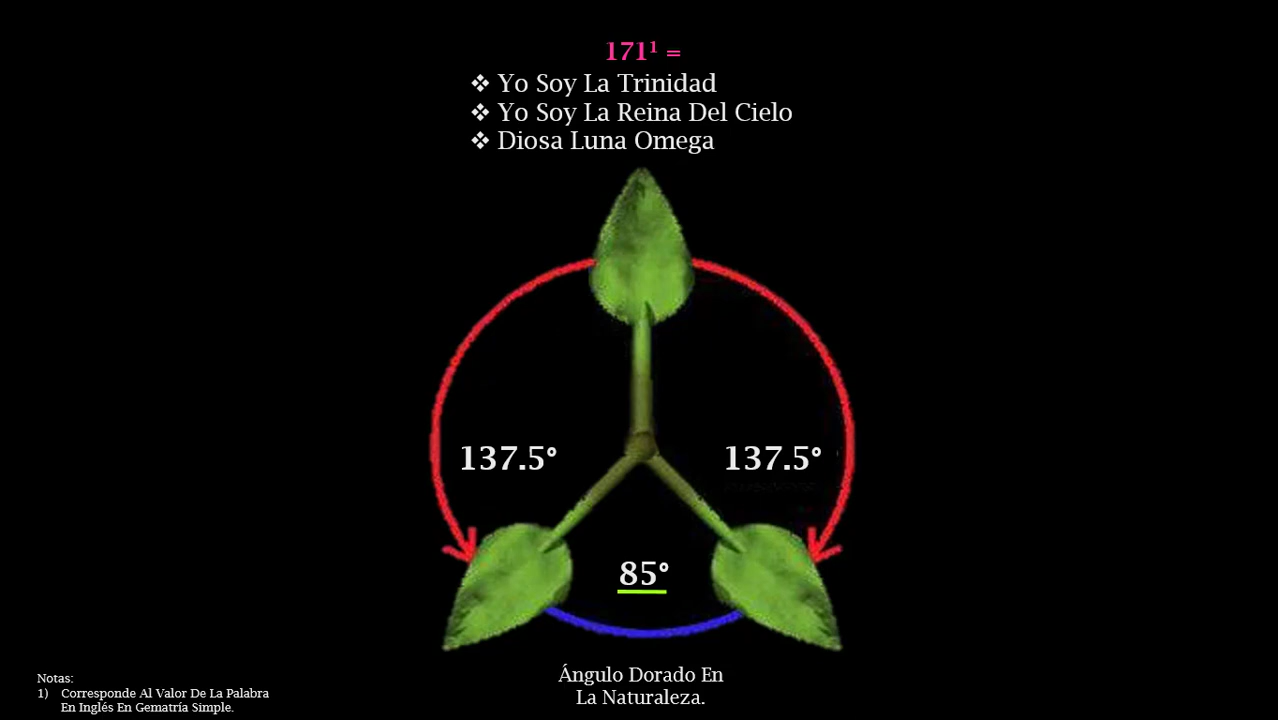 171¹ =
❖ Yo Soy La Trinidad
❖ Yo Soy La Reina Del Cielo
❖ Diosa Luna Omega
137.5°
137.5°
85°
Ángulo Dorado En
La Naturaleza.
Notas:
1) Corresponde Al Valor De La Palabra
En Inglés En Gematría Simple.